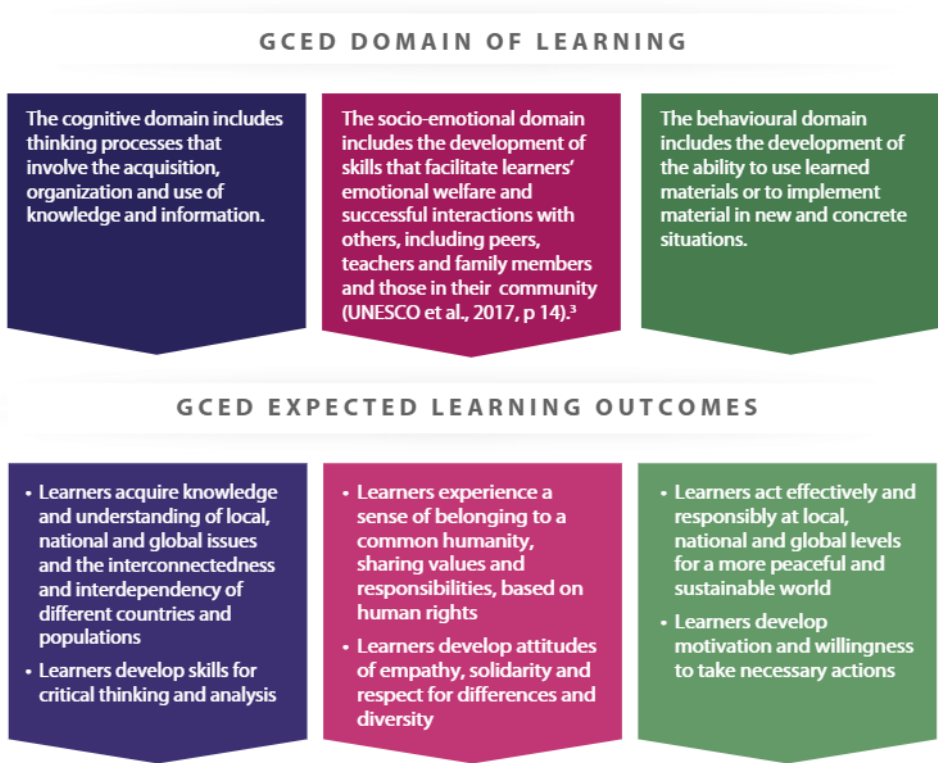 GCED DOMAIN OF LEARNING
The cognitive domain includes
thinking processes that
involve the acquisition,
organization and use of
knowledge and information.
The socio-emotional domain
includes the development of
skills that facilitate learners’
emotional welfare and
successful interactions with
others, including peers,
teachers and family members
and those in their community
(UNESCO et al., 2017, p 14).³
The behavioural domain
includes the development of
the ability to use learned
materials or to implement
material in new and concrete
situations.
GCED EXPECTED LEARNING OUTCOMES
• Learners acquire knowledge
and understanding of local,
national and global issues
and the interconnectedness
and interdependency of
different countries and
populations
• Learners develop skills for
critical thinking and analysis
• Learners experience a
sense of belonging to a
common humanity,
sharing values and
responsibilities, based on
human rights
• Learners develop attitudes
of empathy, solidarity and
respect for differences and
diversity
• Learners act effectively and
responsibly at local,
national and global levels
for a more peaceful and
sustainable world
• Learners develop
motivation and willingness
to take necessary actions